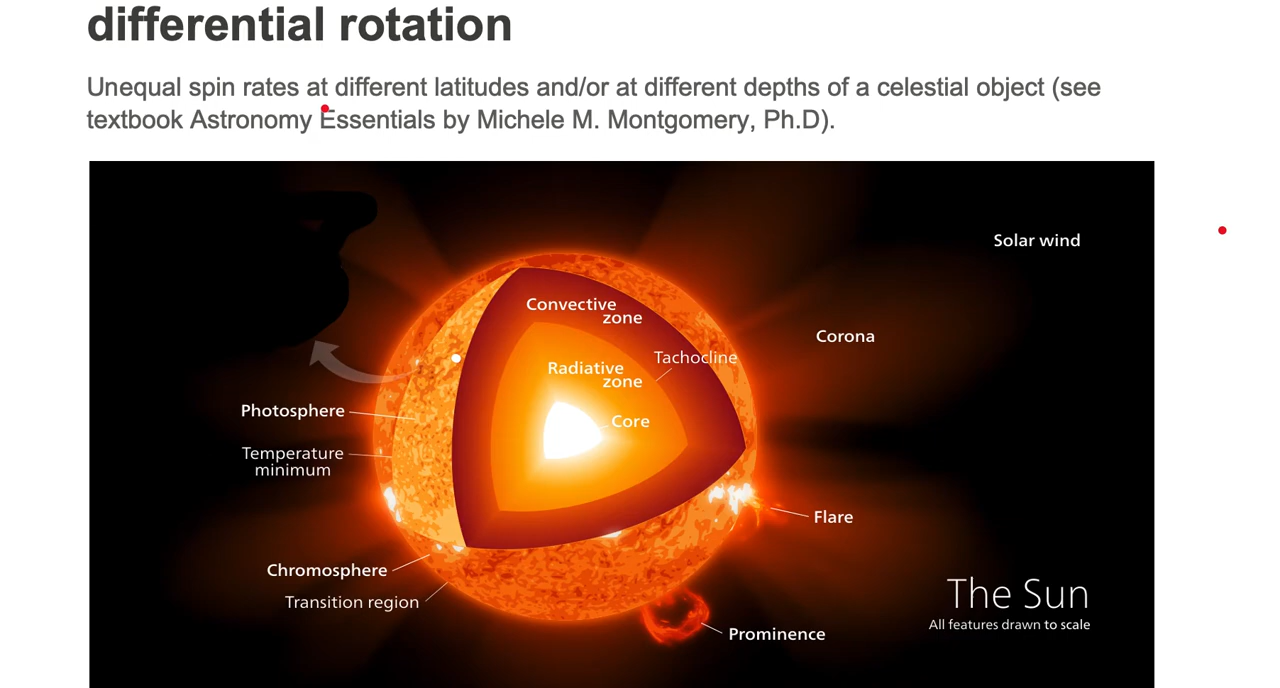 differential rotation
Unequal spin rates at different latitudes and/or at different depths of a celestial object (see
textbook Astronomy Essentials by Michele M. Montgomery, Ph.D).
Solar wind
Convective
zone
Corona
Tachocline
Radiative
zone
Photosphere
Core
Temperature
minimum
Flare
Chromosphere
Transition region
The Sun
All features drawn to scale
Prominence